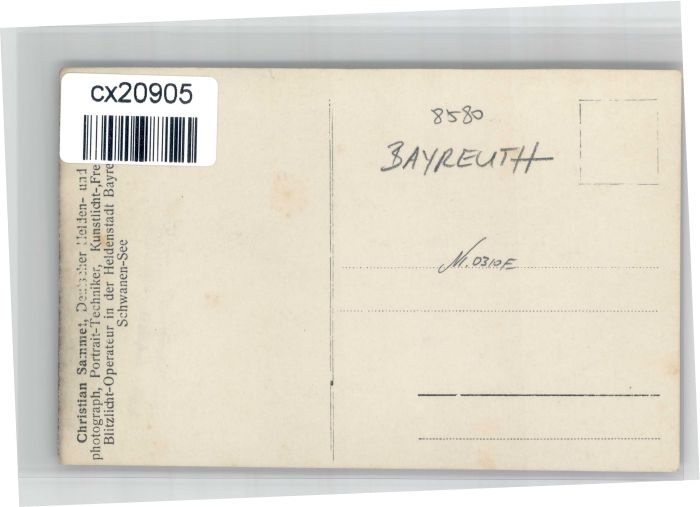 cx20905
8580
BAYREUTH
Nr. 0310E
Christian Sammet, Deutscher Helden- und
photograph, Portrait-Techniker, Kunstlicht-,Fre
Blitzlicht-Operateur in der Heldenstadt Bayre
Schwanen-See